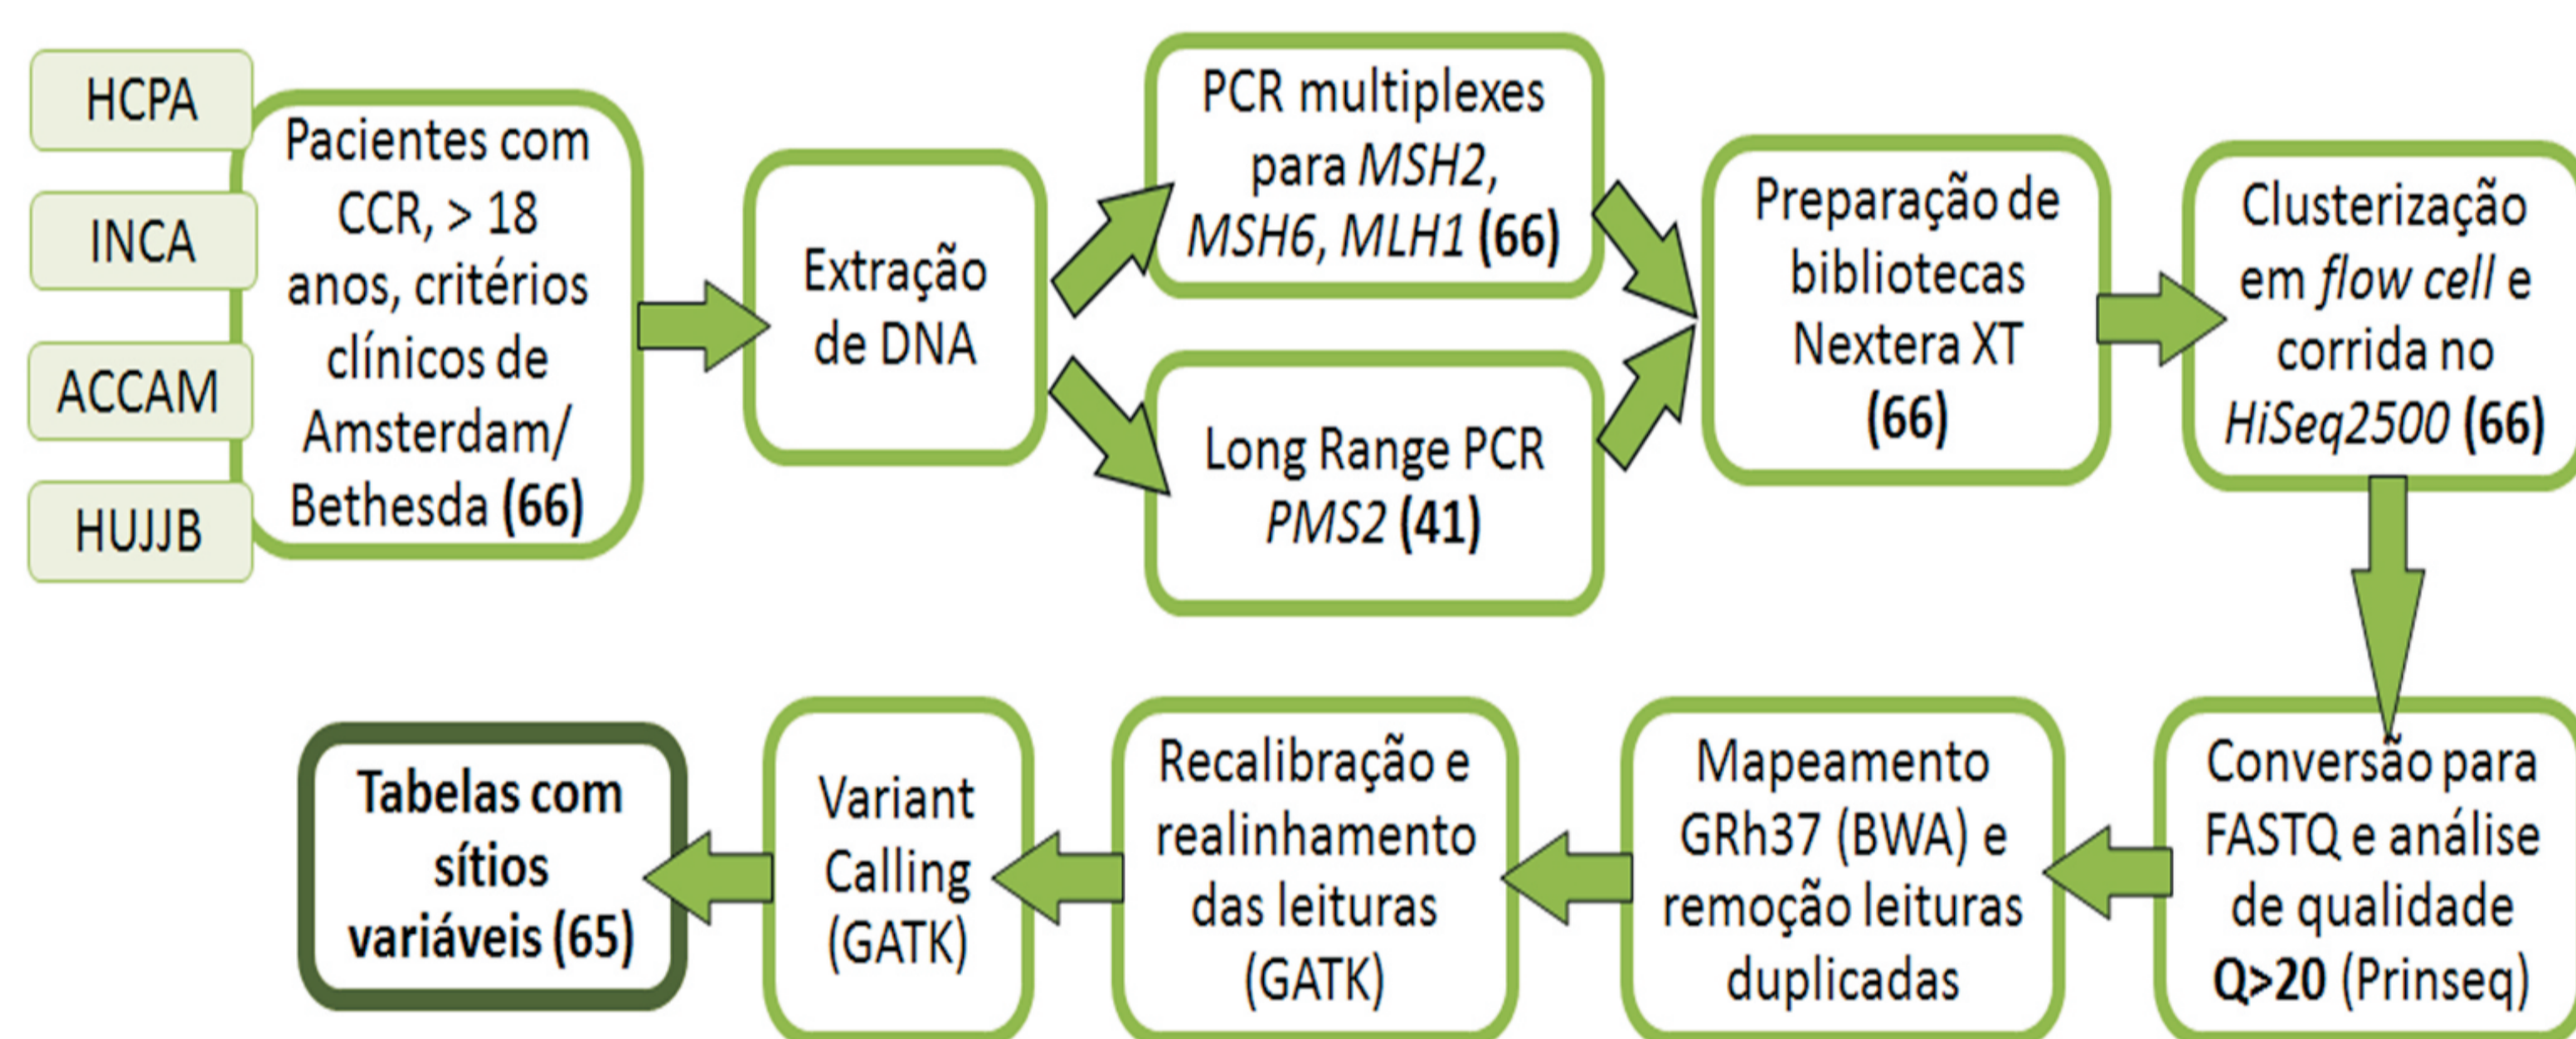 HCPA
INCA
ACCAM
HUJJB
Pacientes com
CCR, > 18
anos, critérios
clínicos de
Amsterdam/
Bethesda (66)
Extração
de DNA
PCR multiplexes
para MSH2,
MSH6, MLH1 (66)
Long Range PCR
PMS2 (41)
Preparação de
bibliotecas
Nextera XT
(66)
Clusterização
em flow cell e
corrida no
HiSeq2500 (66)
Conversão para
FASTQ e análise
de qualidade
Q>20 (Prinseq)
Mapeamento
GRh37 (BWA) e
remoção leituras
duplicadas
Recalibração e
realinhamento
das leituras
(GATK)
Variant
Calling
(GATK)
Tabelas com
sítios
variáveis (65)